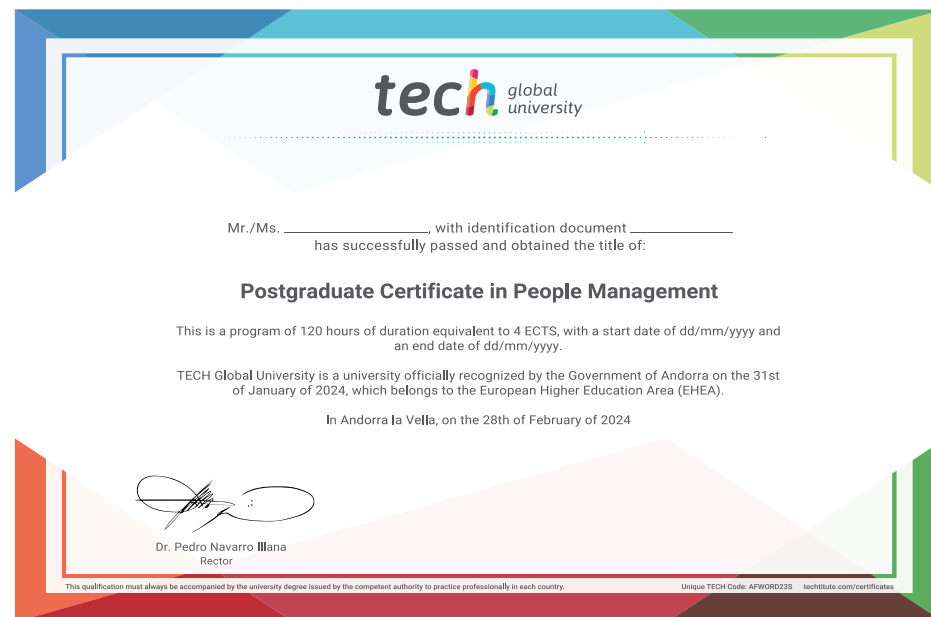 tech global university
Mr./Ms. ____________________, with identification document ______________
has successfully passed and obtained the title of:
Postgraduate Certificate in People Management
This is a program of 120 hours of duration equivalent to 4 ECTS, with a start date of dd/mm/yyyy and
an end date of dd/mm/yyyy.
TECH Global University is a university officially recognized by the Government of Andorra on the 31st
of January of 2024, which belongs to the European Higher Education Area (EHEA).
In Andorra la Vella, on the 28th of February of 2024
Dr. Pedro Navarro Illana
Rector
This qualification must always be accompanied by the university degree issued by the competent authority to practice professionally in each country. Unique TECH Code: AFWORD23S techtitute.com/certificates